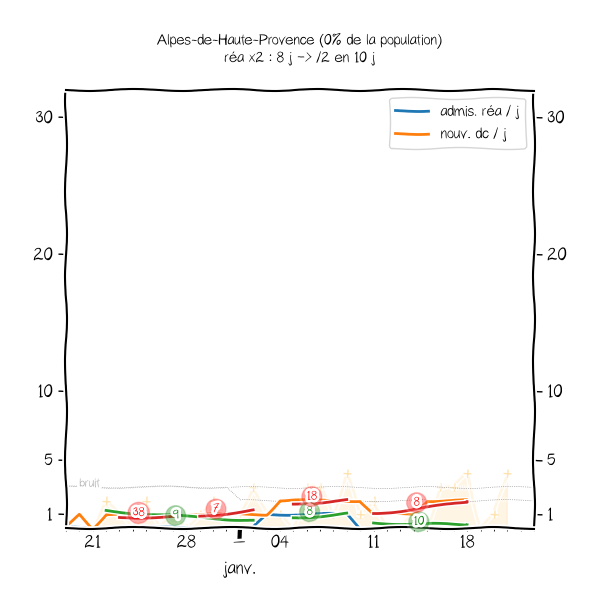 Alpes-de-Haute-Provence (0% de la population)
réa x2 : 8 j -> /2 en 10 j
admis. réa / j
nouv. dc / j
30 30
20 20
10 10
5 5
bruit
38 9 7 18 8 8 10
1 1
21 28 1 04 11 18
janv.